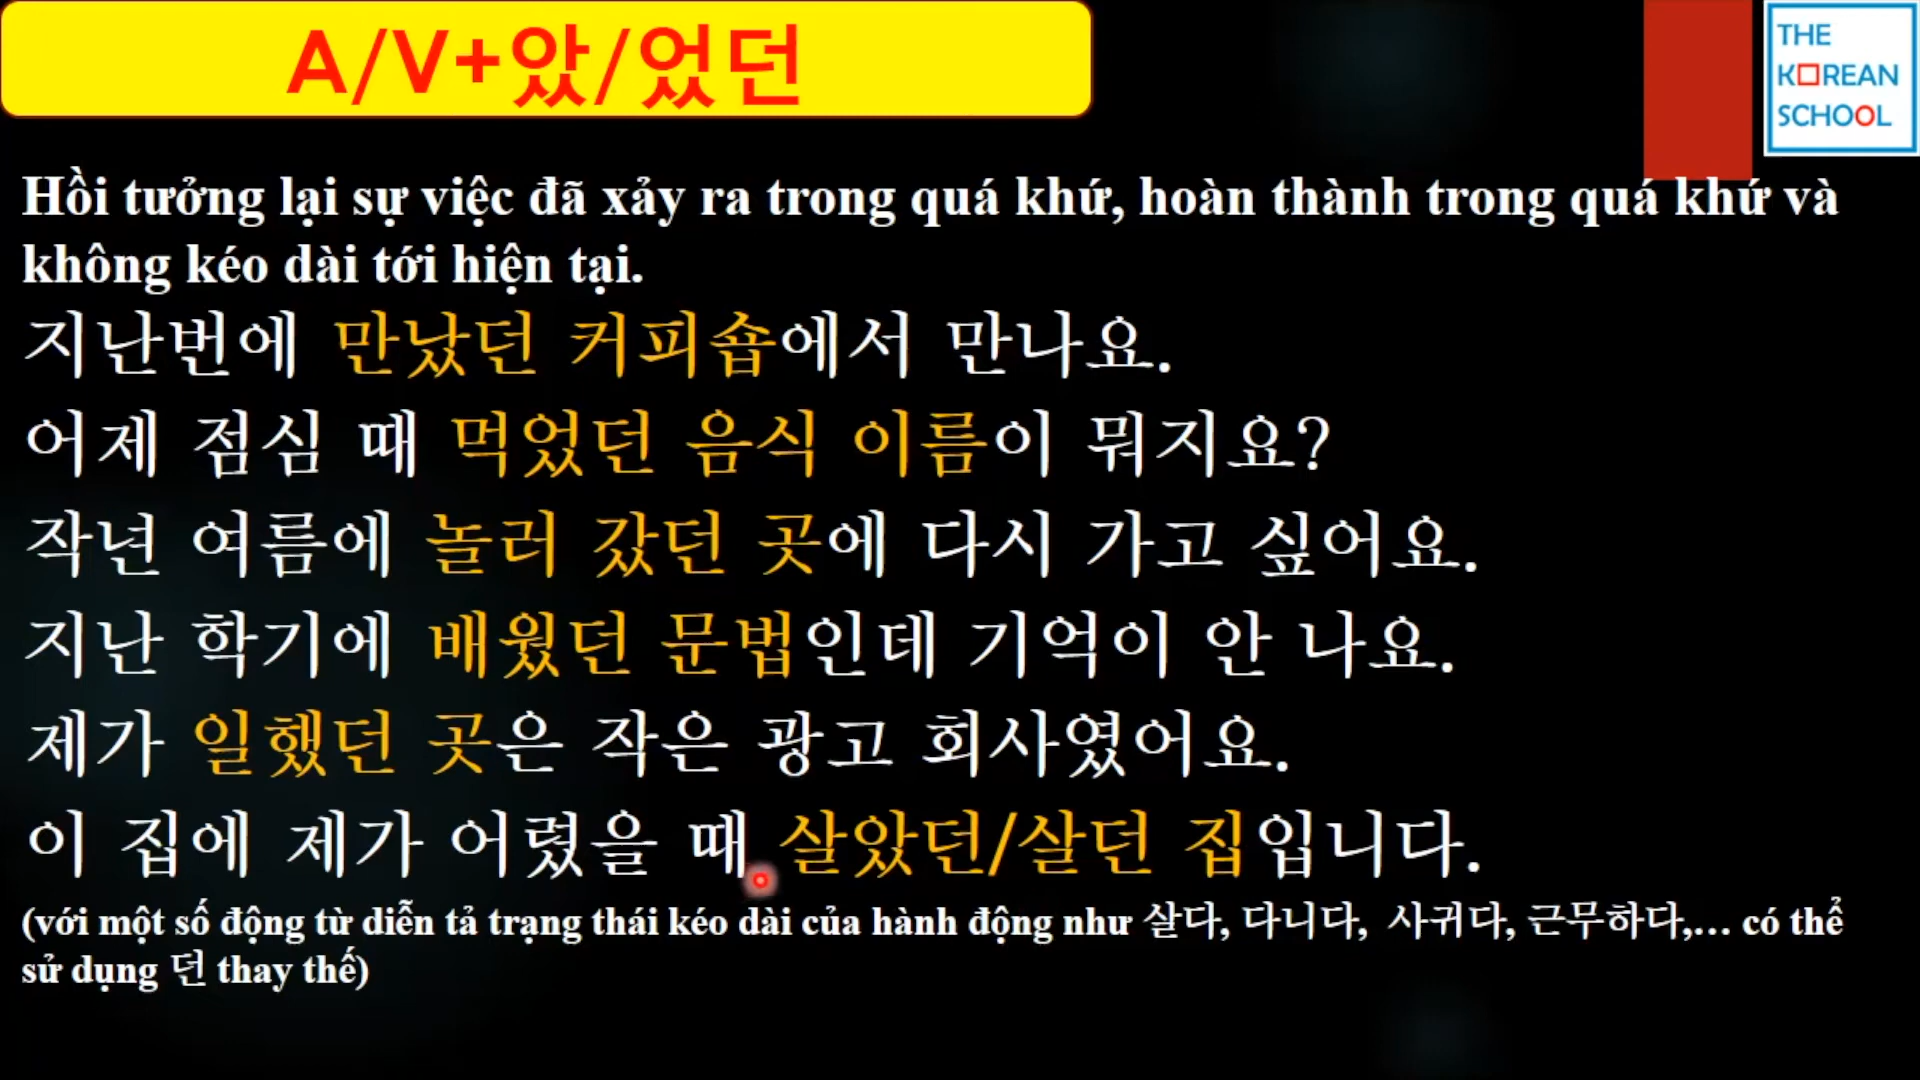 A/V+았/었던
THE
KOREAN
SCHOOL
Hồi tưởng lại sự việc đã xảy ra trong quá khứ, hoàn thành trong quá khứ và
không kéo dài tới hiện tại.
지난번에 만났던 커피숍에서 만나요.
어제 점심 때 먹었던 음식 이름이 뭐지요?
작년 여름에 놀러 갔던 곳에 다시 가고 싶어요.
지난 학기에 배웠던 문법인데 기억이 안 나요.
제가 일했던 곳은 작은 광고 회사였어요.
이 집에 제가 어렸을 때 살았던/살던 집입니다.
(với một số động từ diễn tả trạng thái kéo dài của hành động như 살다, 다니다, 사귀다, 근무하다,… có thể
sử dụng 던 thay thế)